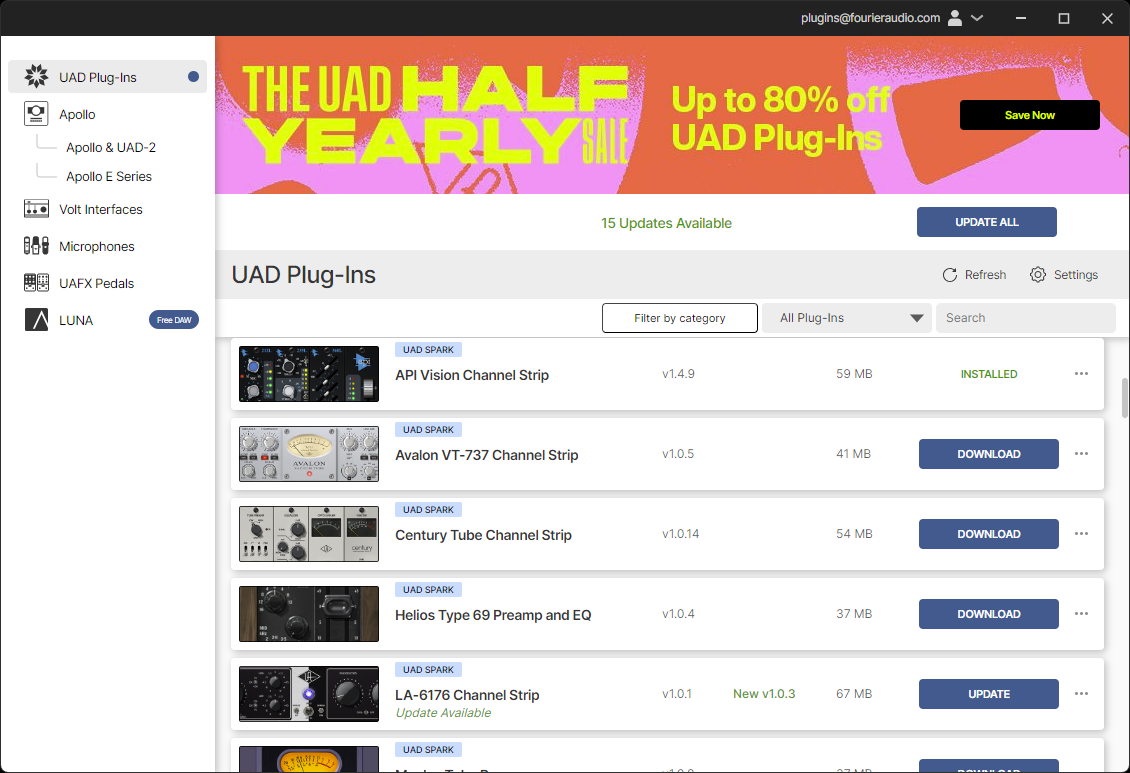 plugins@fourieraudio.com
UAD Plug-Ins
Apollo
Apollo & UAD-2
Apollo E Series
Volt Interfaces
Microphones
UAFX Pedals
LUNA
Free DAW
THE UAD HALF
YEARLY SALE
Up to 80% off
UAD Plug-Ins
Save Now
15 Updates Available
UPDATE ALL
UAD Plug-Ins
Refresh
Settings
Filter by category
All Plug-Ins
Search
UAD SPARK
API Vision Channel Strip
v1.4.9
59 MB
INSTALLED
UAD SPARK
AVALON
Avalon VT-737 Channel Strip
v1.0.5
41 MB
DOWNLOAD
UAD SPARK
century
Century Tube Channel Strip
v1.0.14
54 MB
DOWNLOAD
UAD SPARK
Helios Type 69 Preamp and EQ
v1.0.4
37 MB
DOWNLOAD
UAD SPARK
LA-6176 Channel Strip
Update Available
v1.0.1
New v1.0.3
67 MB
UPDATE
UAD SPARK
DOWNLOAD